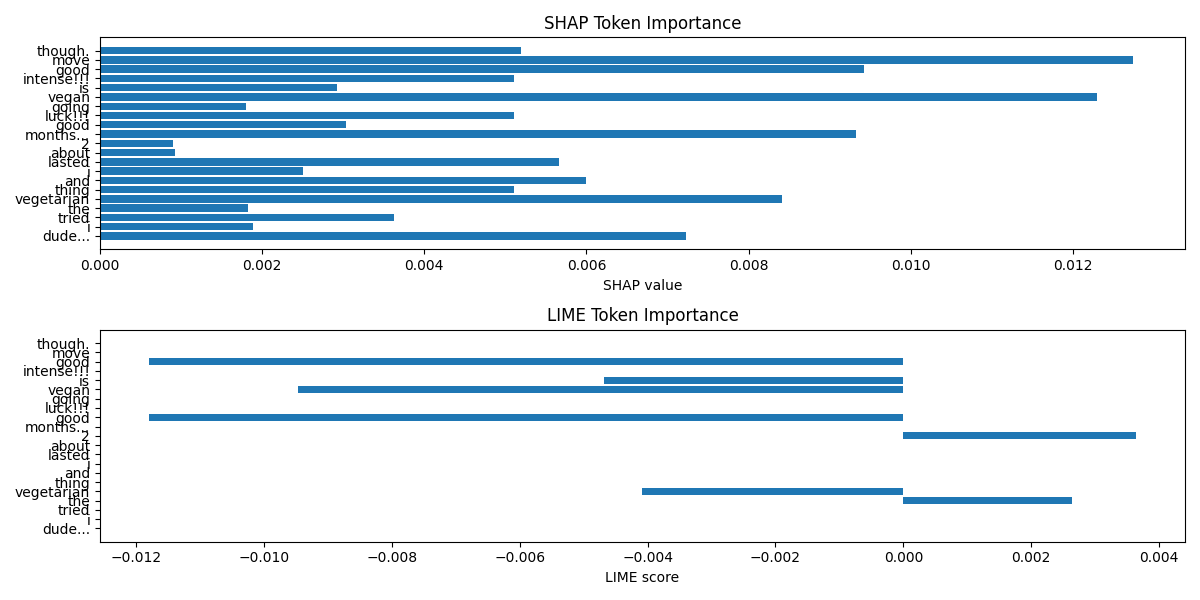 SHAP Token Importance
though.
move
good
intense!!!
is
vegan
going
luck!!!
good
months...
2
about
lasted
i
and
thing
vegetarian
the
tried
i
dude...
0.000 0.002 0.004 0.006 0.008 0.010 0.012
SHAP value
LIME Token Importance
though.
move
good
intense!!!
is
vegan
going
luck!!!
good
months...
2
about
lasted
i
and
thing
vegetarian
the
tried
i
dude...
−0.012 −0.010 −0.008 −0.006 −0.004 −0.002 0.000 0.002 0.004
LIME score